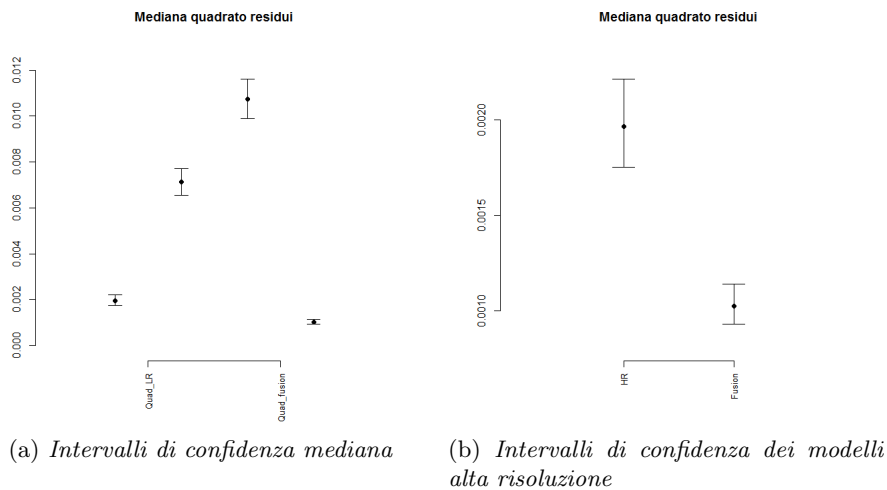 Mediana quadrato residui
0.012
0.010
0.008
0.006
0.004
0.002
0.000
Quad_LR
Quad_fusion
(a) Intervalli di confidenza mediana
Mediana quadrato residui
0.0020
0.0015
0.0010
HR
Fusion
(b) Intervalli di confidenza dei modelli
alta risoluzione